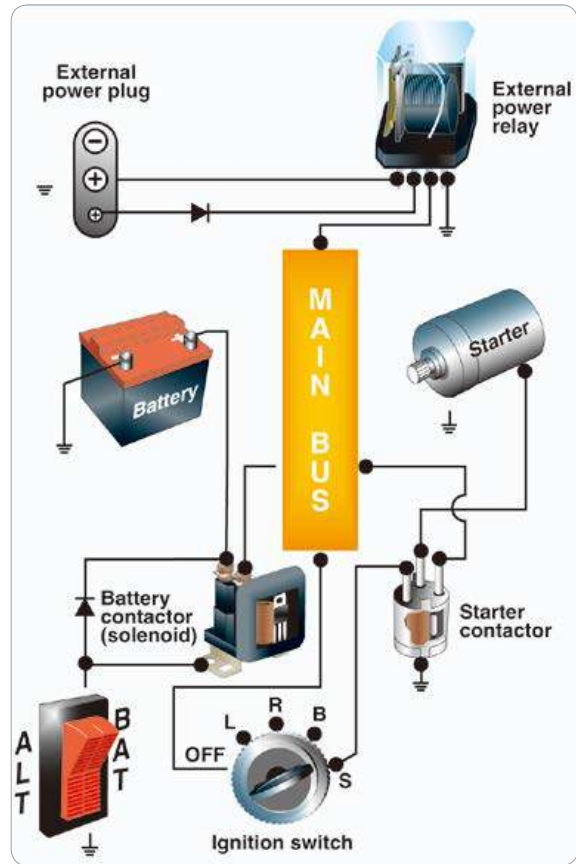 External
power plug
External
power
relay
MAIN BUS
Starter
Battery
Battery
contactor
(solenoid)
Starter
contactor
ALT
BAT
OFF
L
R
B
S
Ignition switch